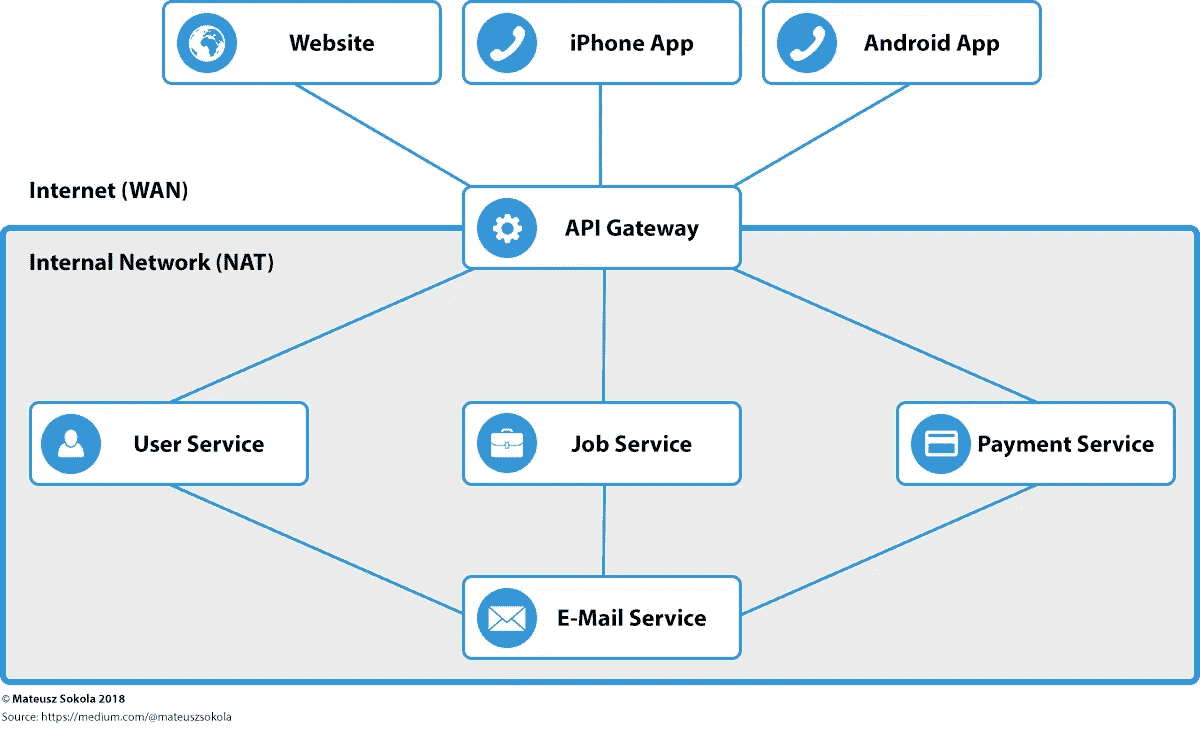 Website
iPhone App
Android App
Internet (WAN)
API Gateway
Internal Network (NAT)
User Service
Job Service
Payment Service
E-Mail Service
© Mateusz Sokola 2018
Source: https://medium.com/@mateuszsokola